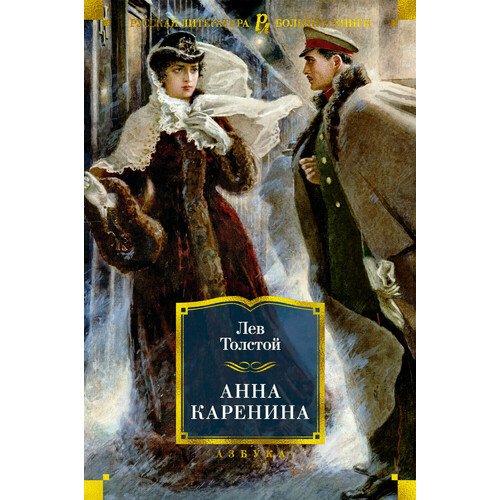 РУССКАЯ ЛИТЕРАТУРА БОЛЬШИЕ КНИГИ
Лев
Толстой
АННА
КАРЕНИНА
АЗБУКА